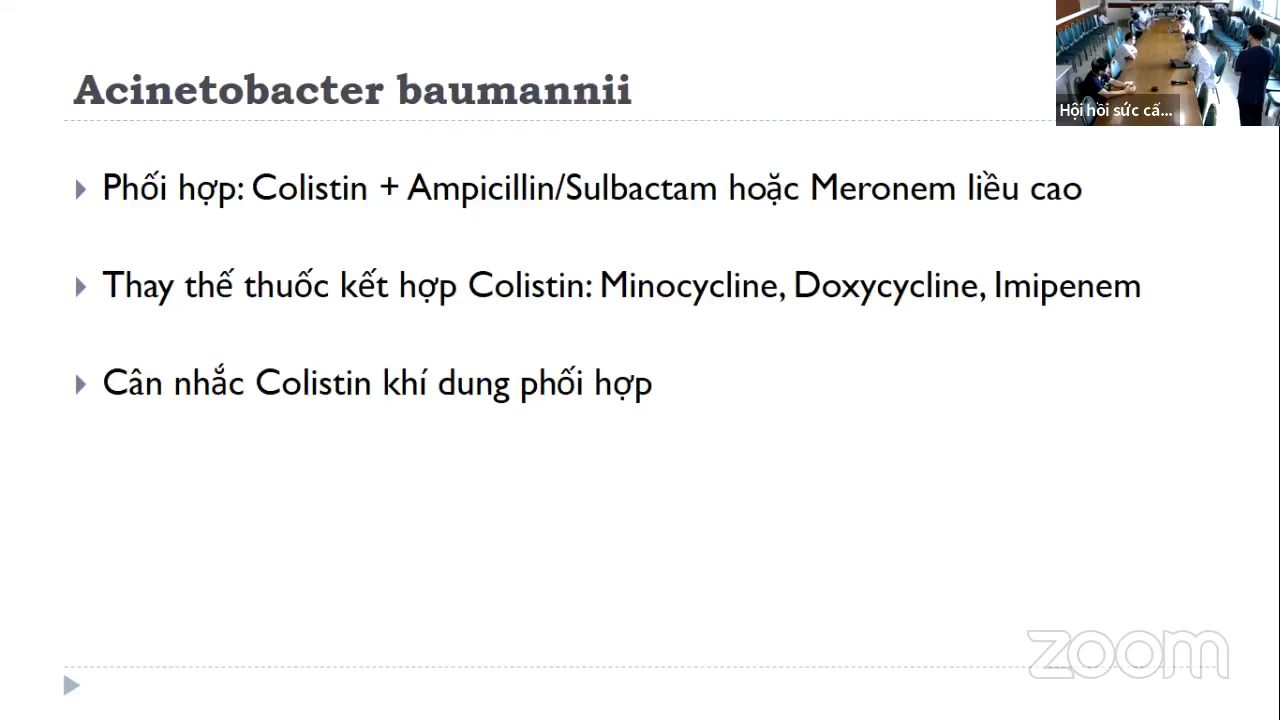 Acinetobacter baumannii
Hội hồi sức cấ...
Phối hợp: Colistin + Ampicillin/Sulbactam hoặc Meronem liều cao
Thay thế thuốc kết hợp Colistin: Minocycline, Doxycycline, Imipenem
Cân nhắc Colistin khí dung phối hợp
zoom